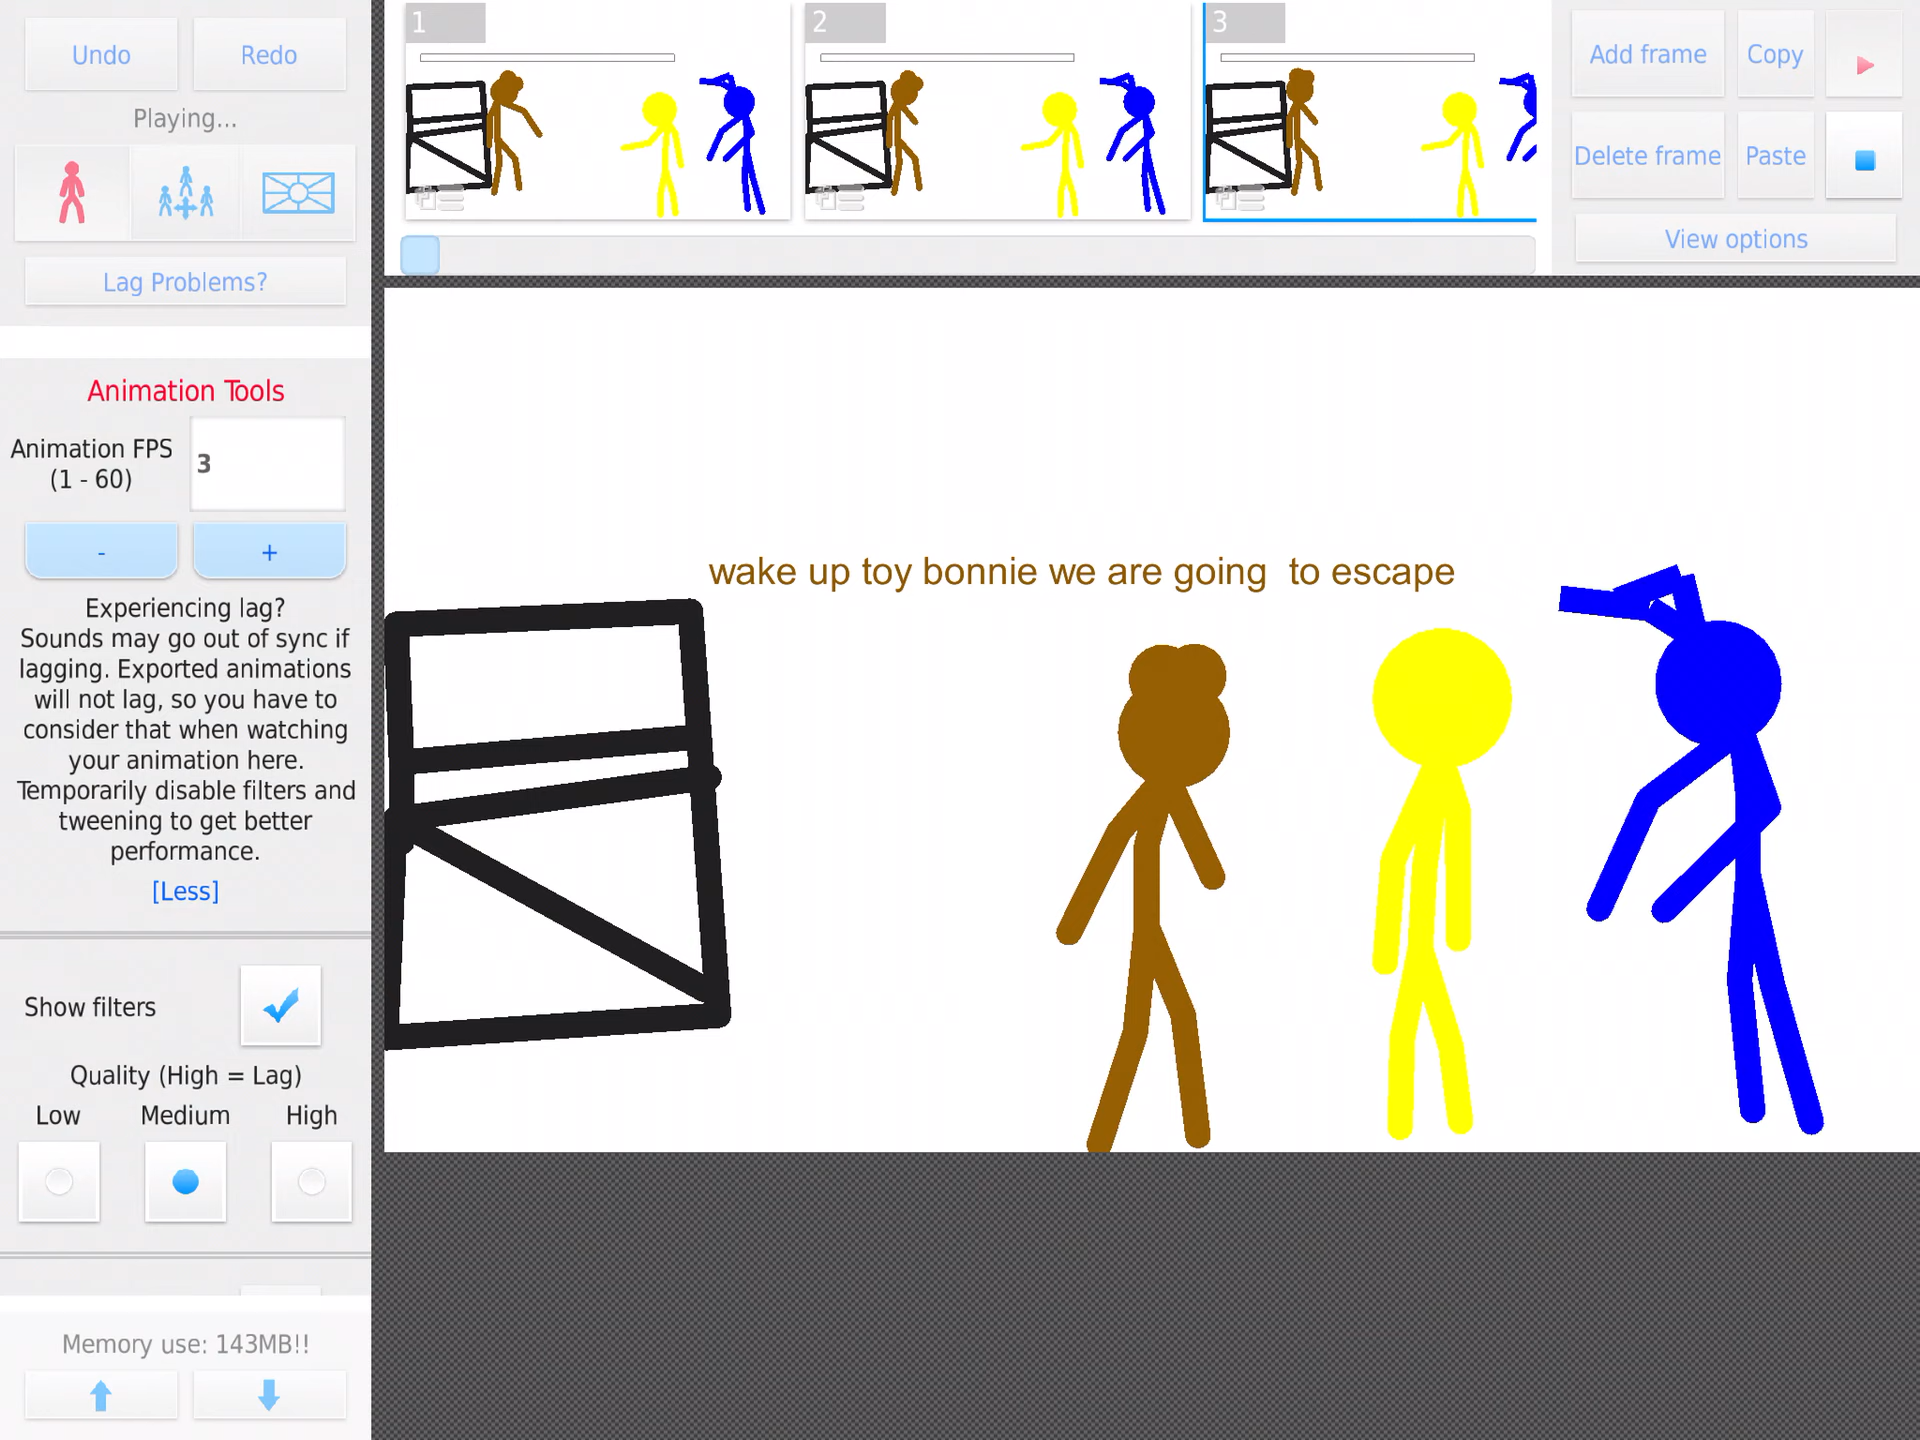 Undo Redo
Playing...
Lag Problems?
1 2 3
Add frame Copy
Delete frame Paste
View options
Animation Tools
Animation FPS
(1 - 60)
3
- +
Experiencing lag?
Sounds may go out of sync if
lagging. Exported animations
will not lag, so you have to
consider that when watching
your animation here.
Temporarily disable filters and
tweening to get better
performance.
[Less]
Show filters
Quality (High = Lag)
Low Medium High
Memory use: 143MB!!
wake up toy bonnie we are going  to escape